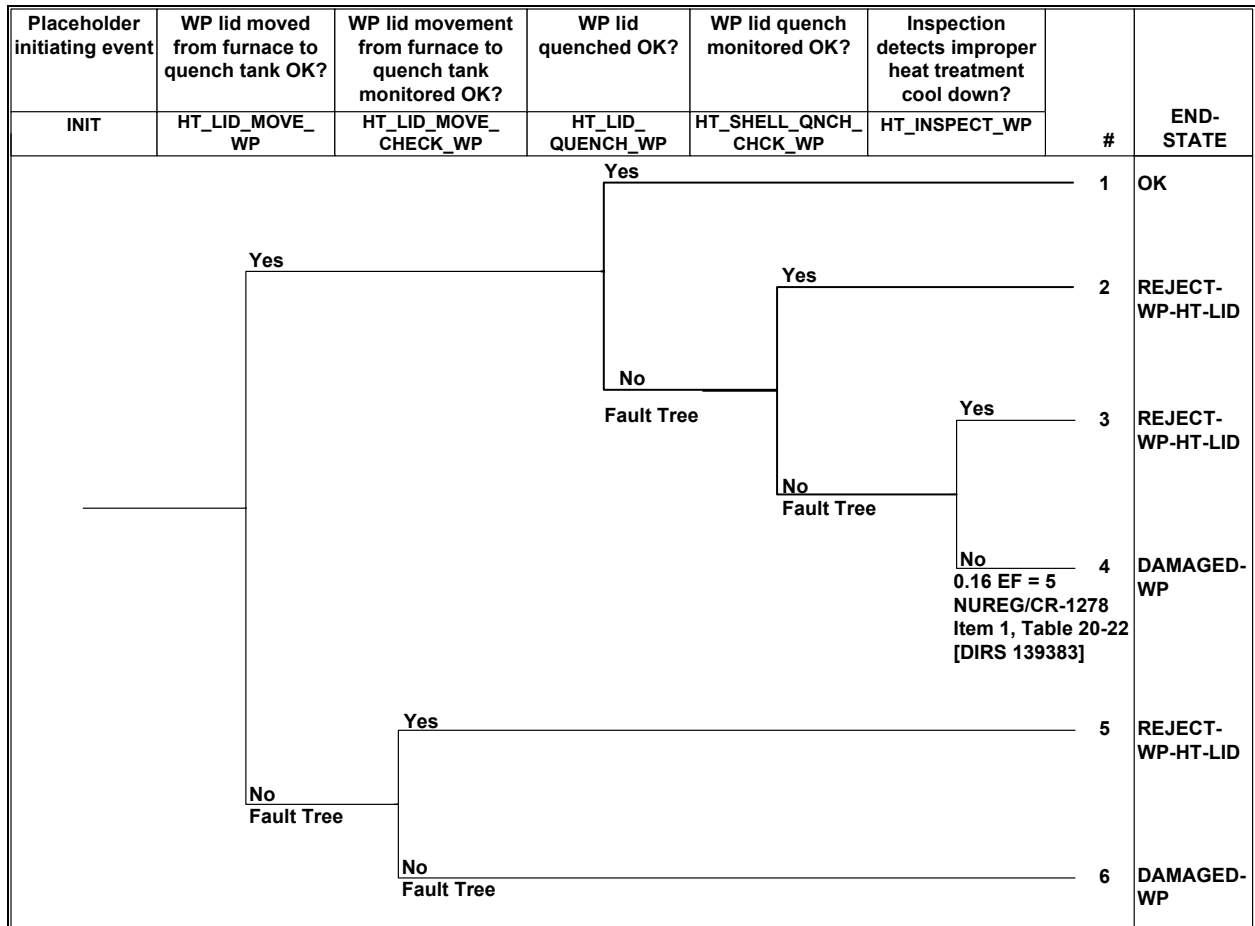 Placeholder
initiating event
WP lid moved
from furnace to
quench tank OK?
WP lid movement
from furnace to
quench tank
monitored OK?
WP lid
quenched OK?
WP lid quench
monitored OK?
Inspection
detects improper
heat treatment
cool down?
INIT
HT_LID_MOVE_
WP
HT_LID_MOVE_
CHECK_WP
HT_LID_
QUENCH_WP
HT_SHELL_QNCH_
CHCK_WP
HT_INSPECT_WP
#
END-
STATE
Yes
1
OK
Yes
Yes
2
REJECT-
WP-HT-LID
No
Fault Tree
Yes
3
REJECT-
WP-HT-LID
No
Fault Tree
No
0.16 EF = 5
NUREG/CR-1278
Item 1, Table 20-22
[DIRS 139383]
4
DAMAGED-
WP
Yes
5
REJECT-
WP-HT-LID
No
Fault Tree
No
Fault Tree
6
DAMAGED-
WP